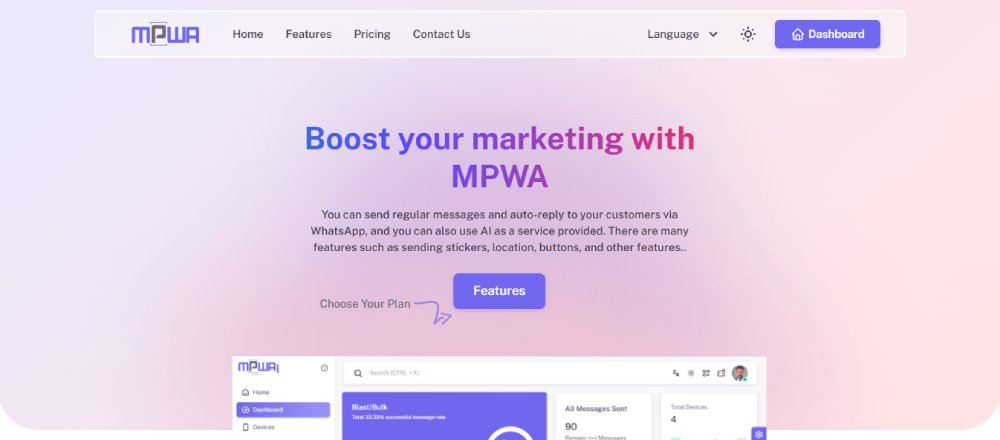 MPWA
Home Features Pricing Contact Us Language Dashboard
Boost your marketing with
MPWA
You can send regular messages and auto-reply to your customers via
WhatsApp, and you can also use AI as a service provided. There are many
features such as sending stickers, location, buttons, and other features..
Choose Your Plan
Features
MPWA
Search (CTRL + K)
Home
Dashboard
Devices
Blast/Bulk
Total 33.33% successful message rate
All Messages Sent
90
Total Devices
4